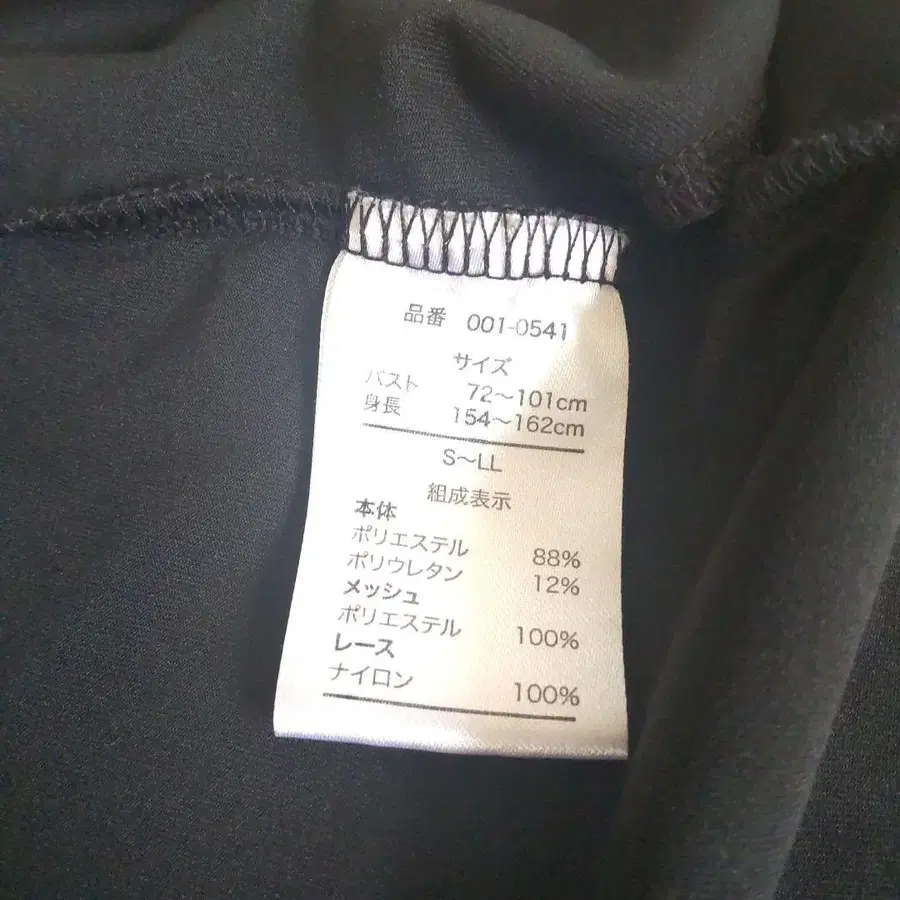 品番 001-0541
サイズ
バスト 72〜101cm
身長 154〜162cm
S〜LL
組成表示
本体
ポリエステル 88%
ポリウレタン 12%
メッシュ
ポリエステル 100%
レース
ナイロン 100%